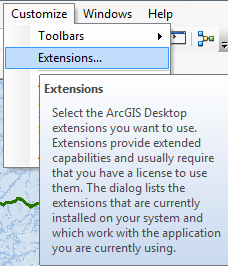 Customize Windows Help
Toolbars
Extensions...
Extensions
Select the ArcGIS Desktop
extensions you want to use.
Extensions provide extended
capabilities and usually require
that you have a license to use
them. The dialog lists the
extensions that are currently
installed on your system and
which work with the application
you are currently using.